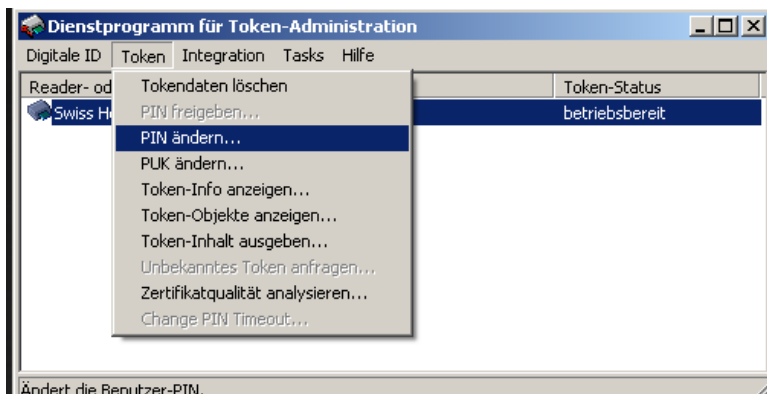 Dienstprogramm für Token-Administration
Digitale ID Token Integration Tasks Hilfe
Reader- od Token-Status
Swiss H betriebsbereit
Tokendaten löschen
PIN freigeben...
PIN ändern...
PUK ändern...
Token-Info anzeigen...
Token-Objekte anzeigen...
Token-Inhalt ausgeben...
Unbekanntes Token anfragen...
Zertifikatqualität analysieren...
Change PIN Timeout...
Ändert die Benutzer-PIN.